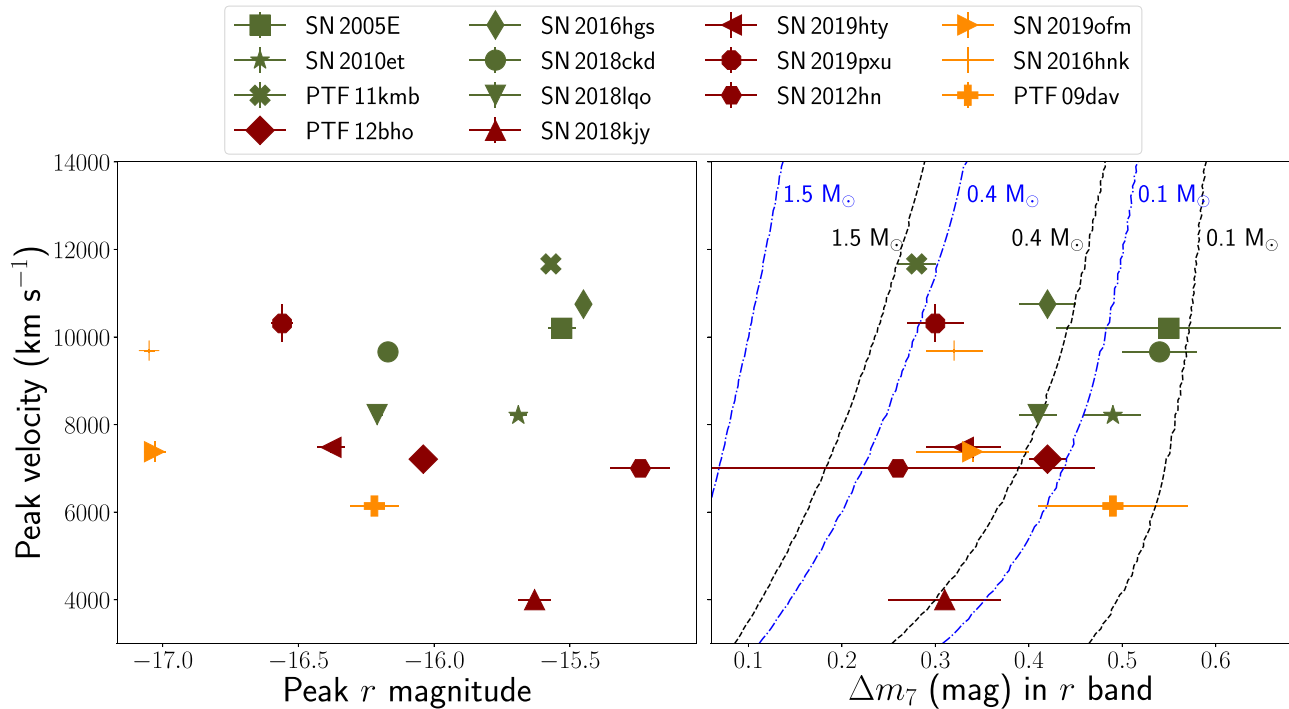 SN 2005E SN 2016hgs SN 2019hty SN 2019ofm
SN 2010et SN 2018ckd SN 2019pxu SN 2016hnk
PTF 11kmb SN 2018lqo SN 2012hn PTF 09dav
PTF 12bho SN 2018kjy
14000
12000
10000
8000
6000
4000
Peak velocity (km s⁻¹)
−17.0 −16.5 −16.0 −15.5
Peak r magnitude
1.5 M☉ 0.4 M☉ 0.1 M☉
1.5 M☉ 0.4 M☉ 0.1 M☉
0.1 0.2 0.3 0.4 0.5 0.6
Δm₇ (mag) in r band